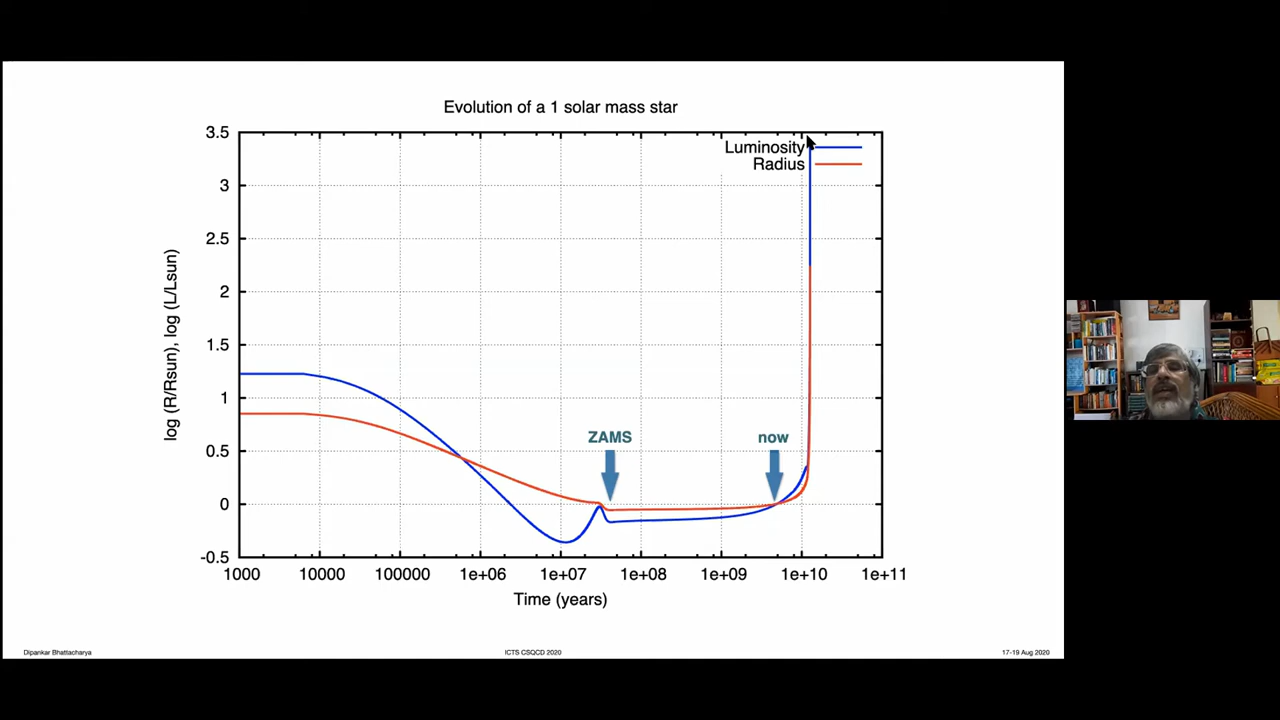 Evolution of a 1 solar mass star
Luminosity
Radius
3.5
3
2.5
2
1.5
1
0.5
0
-0.5
log (R/Rsun), log (L/Lsun)
ZAMS
now
1000 10000 100000 1e+06 1e+07 1e+08 1e+09 1e+10 1e+11
Time (years)
Dipankar Bhattacharya ICTS CSQCD 2020 17-19 Aug 2020